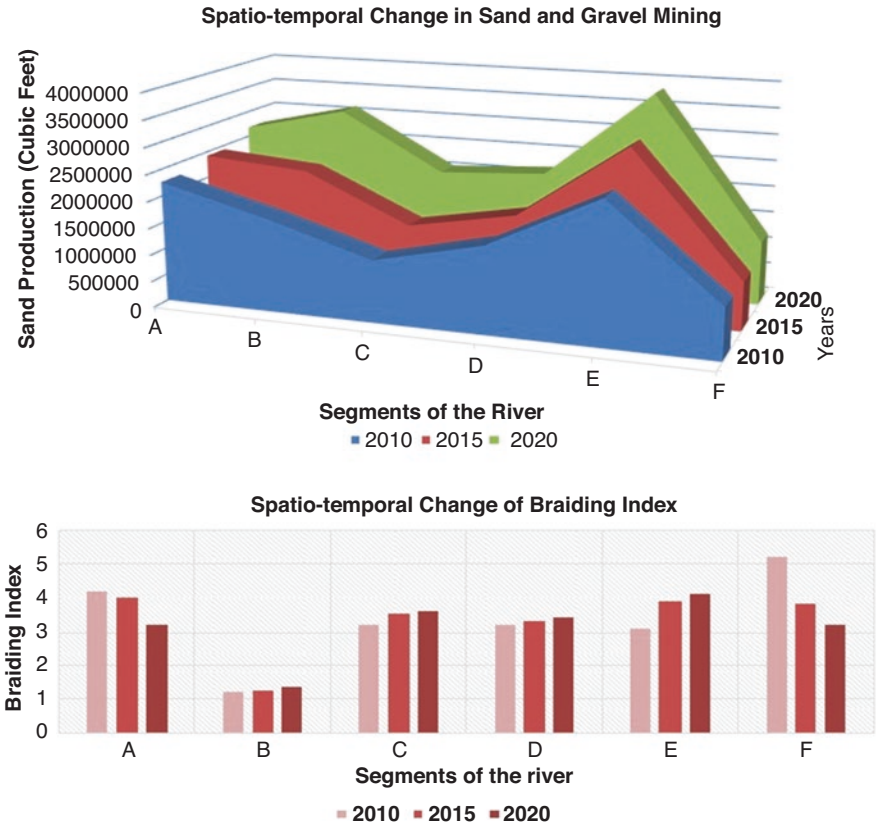 Spatio-temporal Change in Sand and Gravel Mining
Sand Production (Cubic Feet)
4000000
3500000
3000000
2500000
2000000
1500000
1000000
500000
0
A
B
C
D
E
F
2020
2015
2010
Years
Segments of the River
2010 2015 2020
Spatio-temporal Change of Braiding Index
Braiding Index
6
5
4
3
2
1
0
A B C D E F
Segments of the river
2010 2015 2020